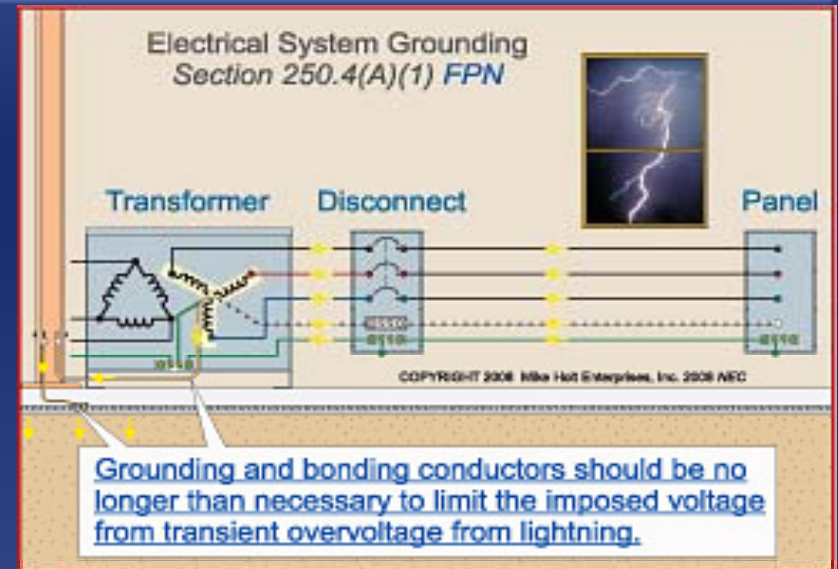 Electrical System Grounding
Section 250.4(A)(1) FPN
Transformer
Disconnect
Panel
COPYRIGHT 2008 Mike Holt Enterprises, Inc. 2008 NEC
Grounding and bonding conductors should be no
longer than necessary to limit the imposed voltage
from transient overvoltage from lightning.